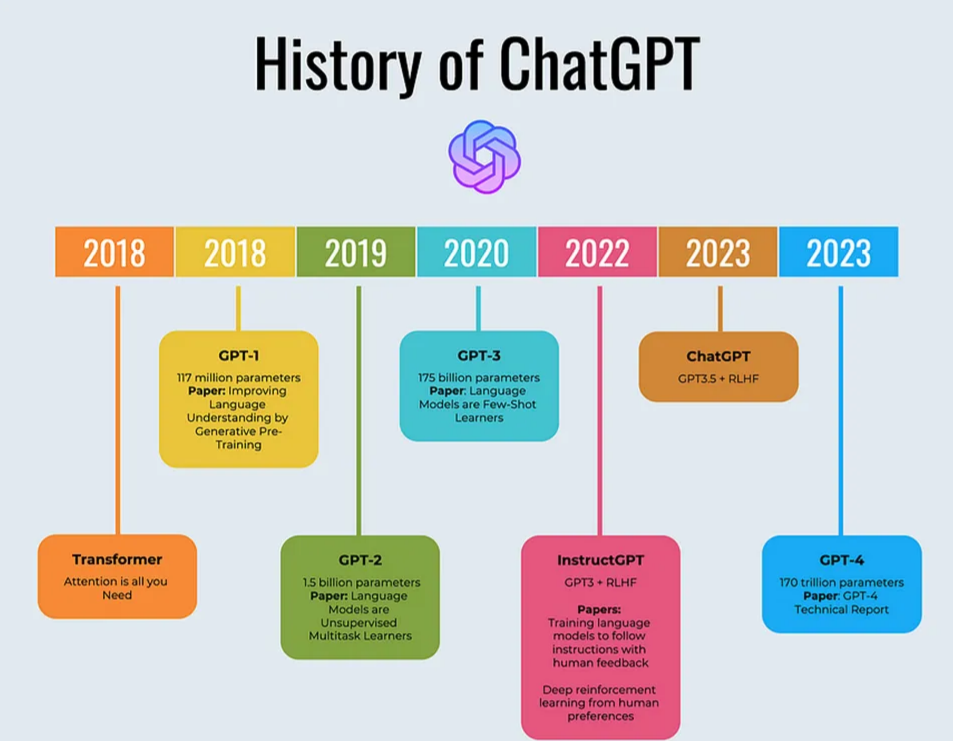 History of ChatGPT
2018
2018
2019
2020
2022
2023
2023
GPT-1
117 million parameters
Paper: Improving
Language
Understanding by
Generative Pre-
Training
GPT-3
175 billion parameters
Paper: Language
Models are Few-Shot
Learners
ChatGPT
GPT3.5 + RLHF
Transformer
Attention is all you
Need
GPT-2
1.5 billion parameters
Paper: Language
Models are
Unsupervised
Multitask Learners
InstructGPT
GPT3 + RLHF
Papers:
Training language
models to follow
instructions with
human feedback
Deep reinforcement
learning from human
preferences
GPT-4
170 trillion parameters
Paper: GPT-4
Technical Report